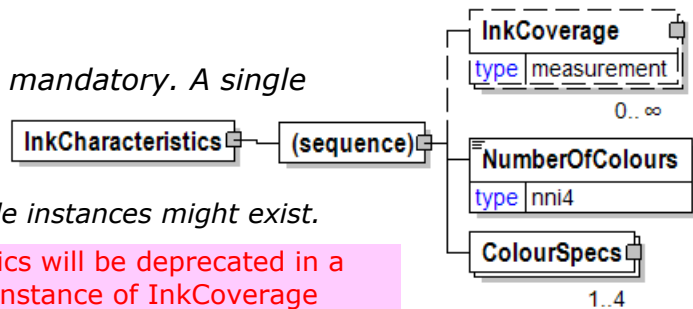 InkCoverage
type measurement
0.. ∞
mandatory. A single
InkCharacteristics
(sequence)
NumberOfColours
type nni4
le instances might exist.
ics will be deprecated in a
nstance of InkCoverage
ColourSpecs
1..4